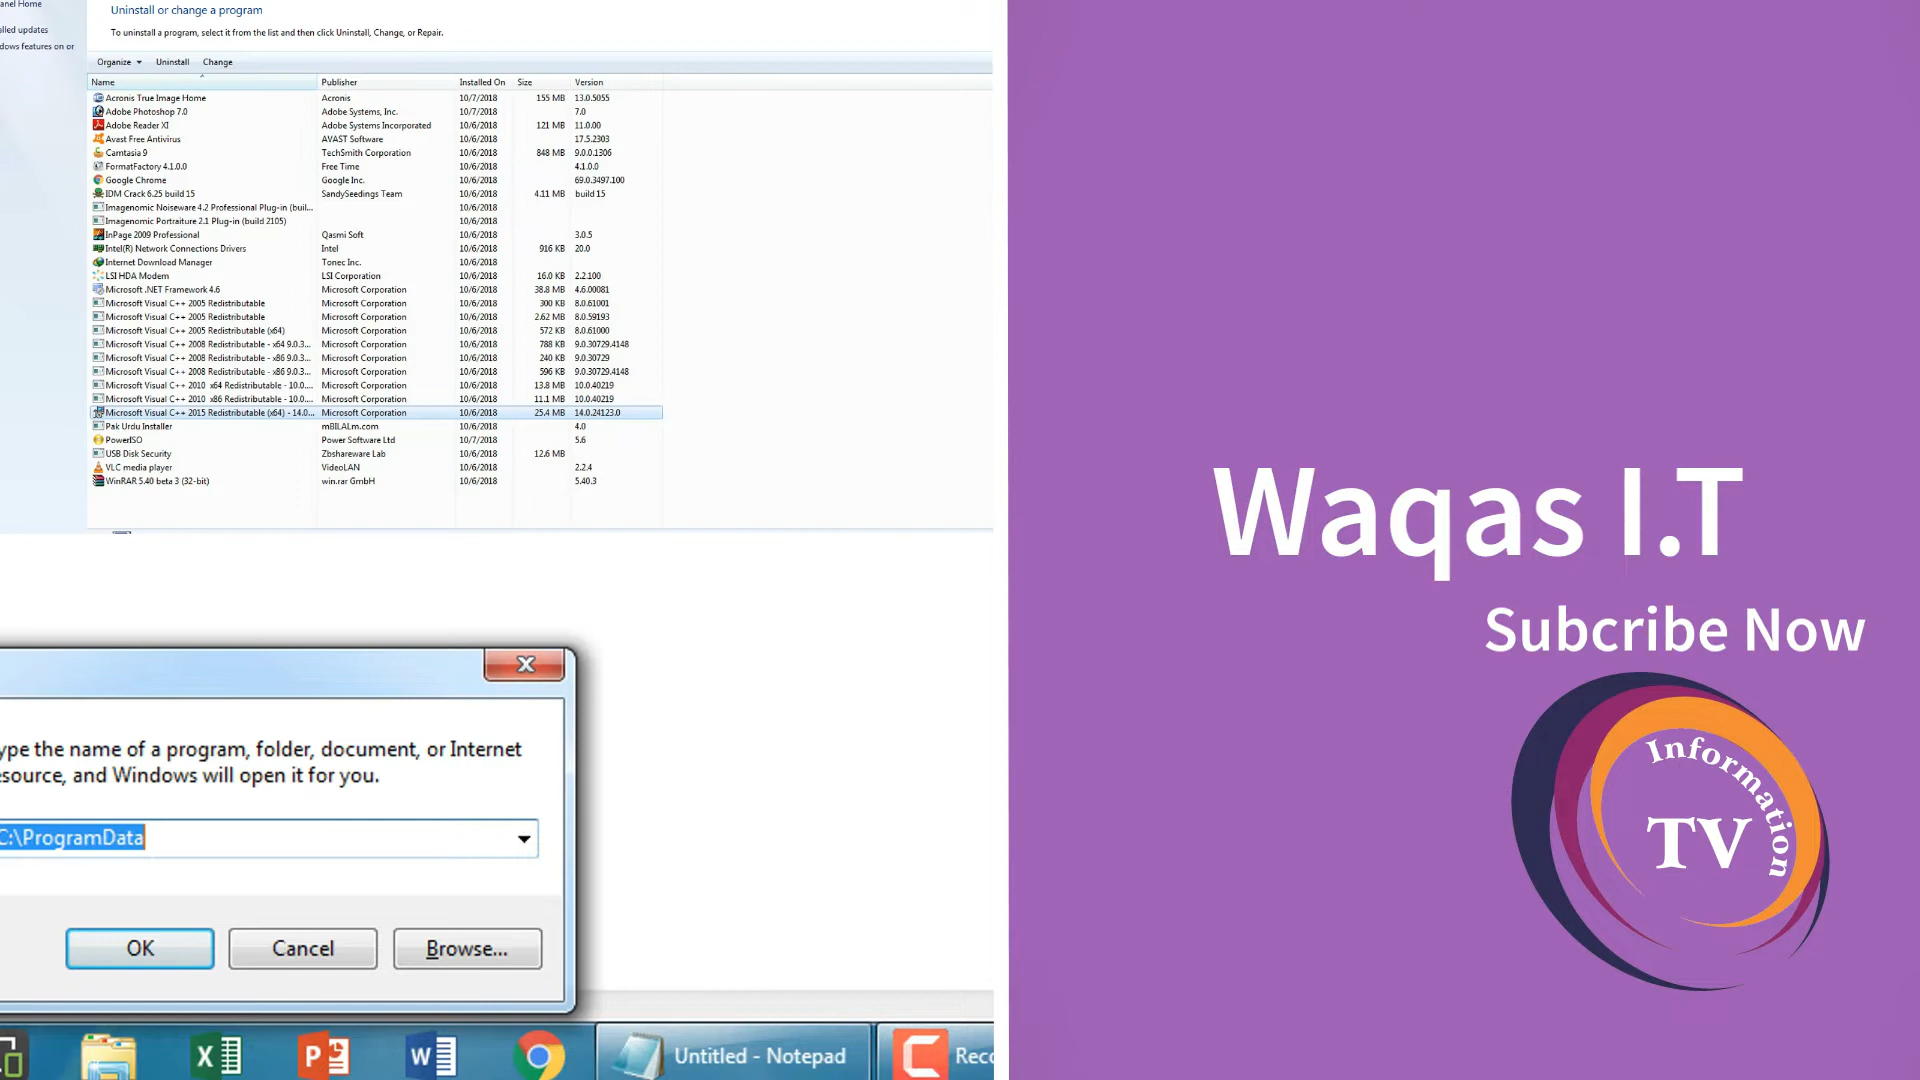 anel Home
Uninstall or change a program
alled updates
To uninstall a program, select it from the list and then click Uninstall, Change, or Repair.
dows features on or
Organize Uninstall Change
Name Publisher Installed On Size Version
Acronis True Image Home Acronis 10/7/2018 155 MB 13.0.5055
Adobe Photoshop 7.0 Adobe Systems, Inc. 10/7/2018 7.0
Adobe Reader XI Adobe Systems Incorporated 10/6/2018 121 MB 11.0.00
Avast Free Antivirus AVAST Software 10/6/2018 17.5.2303
Camtasia 9 TechSmith Corporation 10/6/2018 848 MB 9.0.0.1306
FormatFactory 4.1.0.0 Free Time 10/6/2018 4.1.0.0
Google Chrome Google Inc. 10/6/2018 69.0.3497.100
IDM Crack 6.25 build 15 SandySeedings Team 10/6/2018 4.11 MB build 15
Imagenomic Noiseware 4.2 Professional Plug-in (buil... 10/6/2018
Imagenomic Portraiture 2.1 Plug-in (build 2105) 10/6/2018
InPage 2009 Professional Qasmi Soft 10/6/2018 3.0.5
Intel(R) Network Connections Drivers Intel 10/6/2018 916 KB 20.0
Internet Download Manager Tonec Inc. 10/6/2018
LSI HDA Modem LSI Corporation 10/6/2018 16.0 KB 2.2.100
Microsoft .NET Framework 4.6 Microsoft Corporation 10/6/2018 38.8 MB 4.6.00081
Microsoft Visual C++ 2005 Redistributable Microsoft Corporation 10/6/2018 300 KB 8.0.61001
Microsoft Visual C++ 2005 Redistributable Microsoft Corporation 10/6/2018 2.62 MB 8.0.59193
Microsoft Visual C++ 2005 Redistributable (x64) Microsoft Corporation 10/6/2018 572 KB 8.0.61000
Microsoft Visual C++ 2008 Redistributable - x64 9.0.3... Microsoft Corporation 10/6/2018 788 KB 9.0.30729.4148
Microsoft Visual C++ 2008 Redistributable - x86 9.0.3... Microsoft Corporation 10/6/2018 240 KB 9.0.30729
Microsoft Visual C++ 2008 Redistributable - x86 9.0.3... Microsoft Corporation 10/6/2018 596 KB 9.0.30729.4148
Microsoft Visual C++ 2010 x64 Redistributable - 10.0.... Microsoft Corporation 10/6/2018 13.8 MB 10.0.40219
Microsoft Visual C++ 2010 x86 Redistributable - 10.0.... Microsoft Corporation 10/6/2018 11.1 MB 10.0.40219
Microsoft Visual C++ 2015 Redistributable (x64) - 14.0... Microsoft Corporation 10/6/2018 25.4 MB 14.0.24123.0
Pak Urdu Installer mBILALm.com 10/6/2018 4.0
PowerISO Power Software Ltd 10/7/2018 5.6
USB Disk Security Zbshareware Lab 10/6/2018 12.6 MB
VLC media player VideoLAN 10/6/2018 2.2.4
WinRAR 5.40 beta 3 (32-bit) win.rar GmbH 10/6/2018 5.40.3
ype the name of a program, folder, document, or Internet
esource, and Windows will open it for you.
C:\ProgramData
OK Cancel Browse...
Untitled - Notepad
Reco
Waqas I.T
Subcribe Now
Information
TV